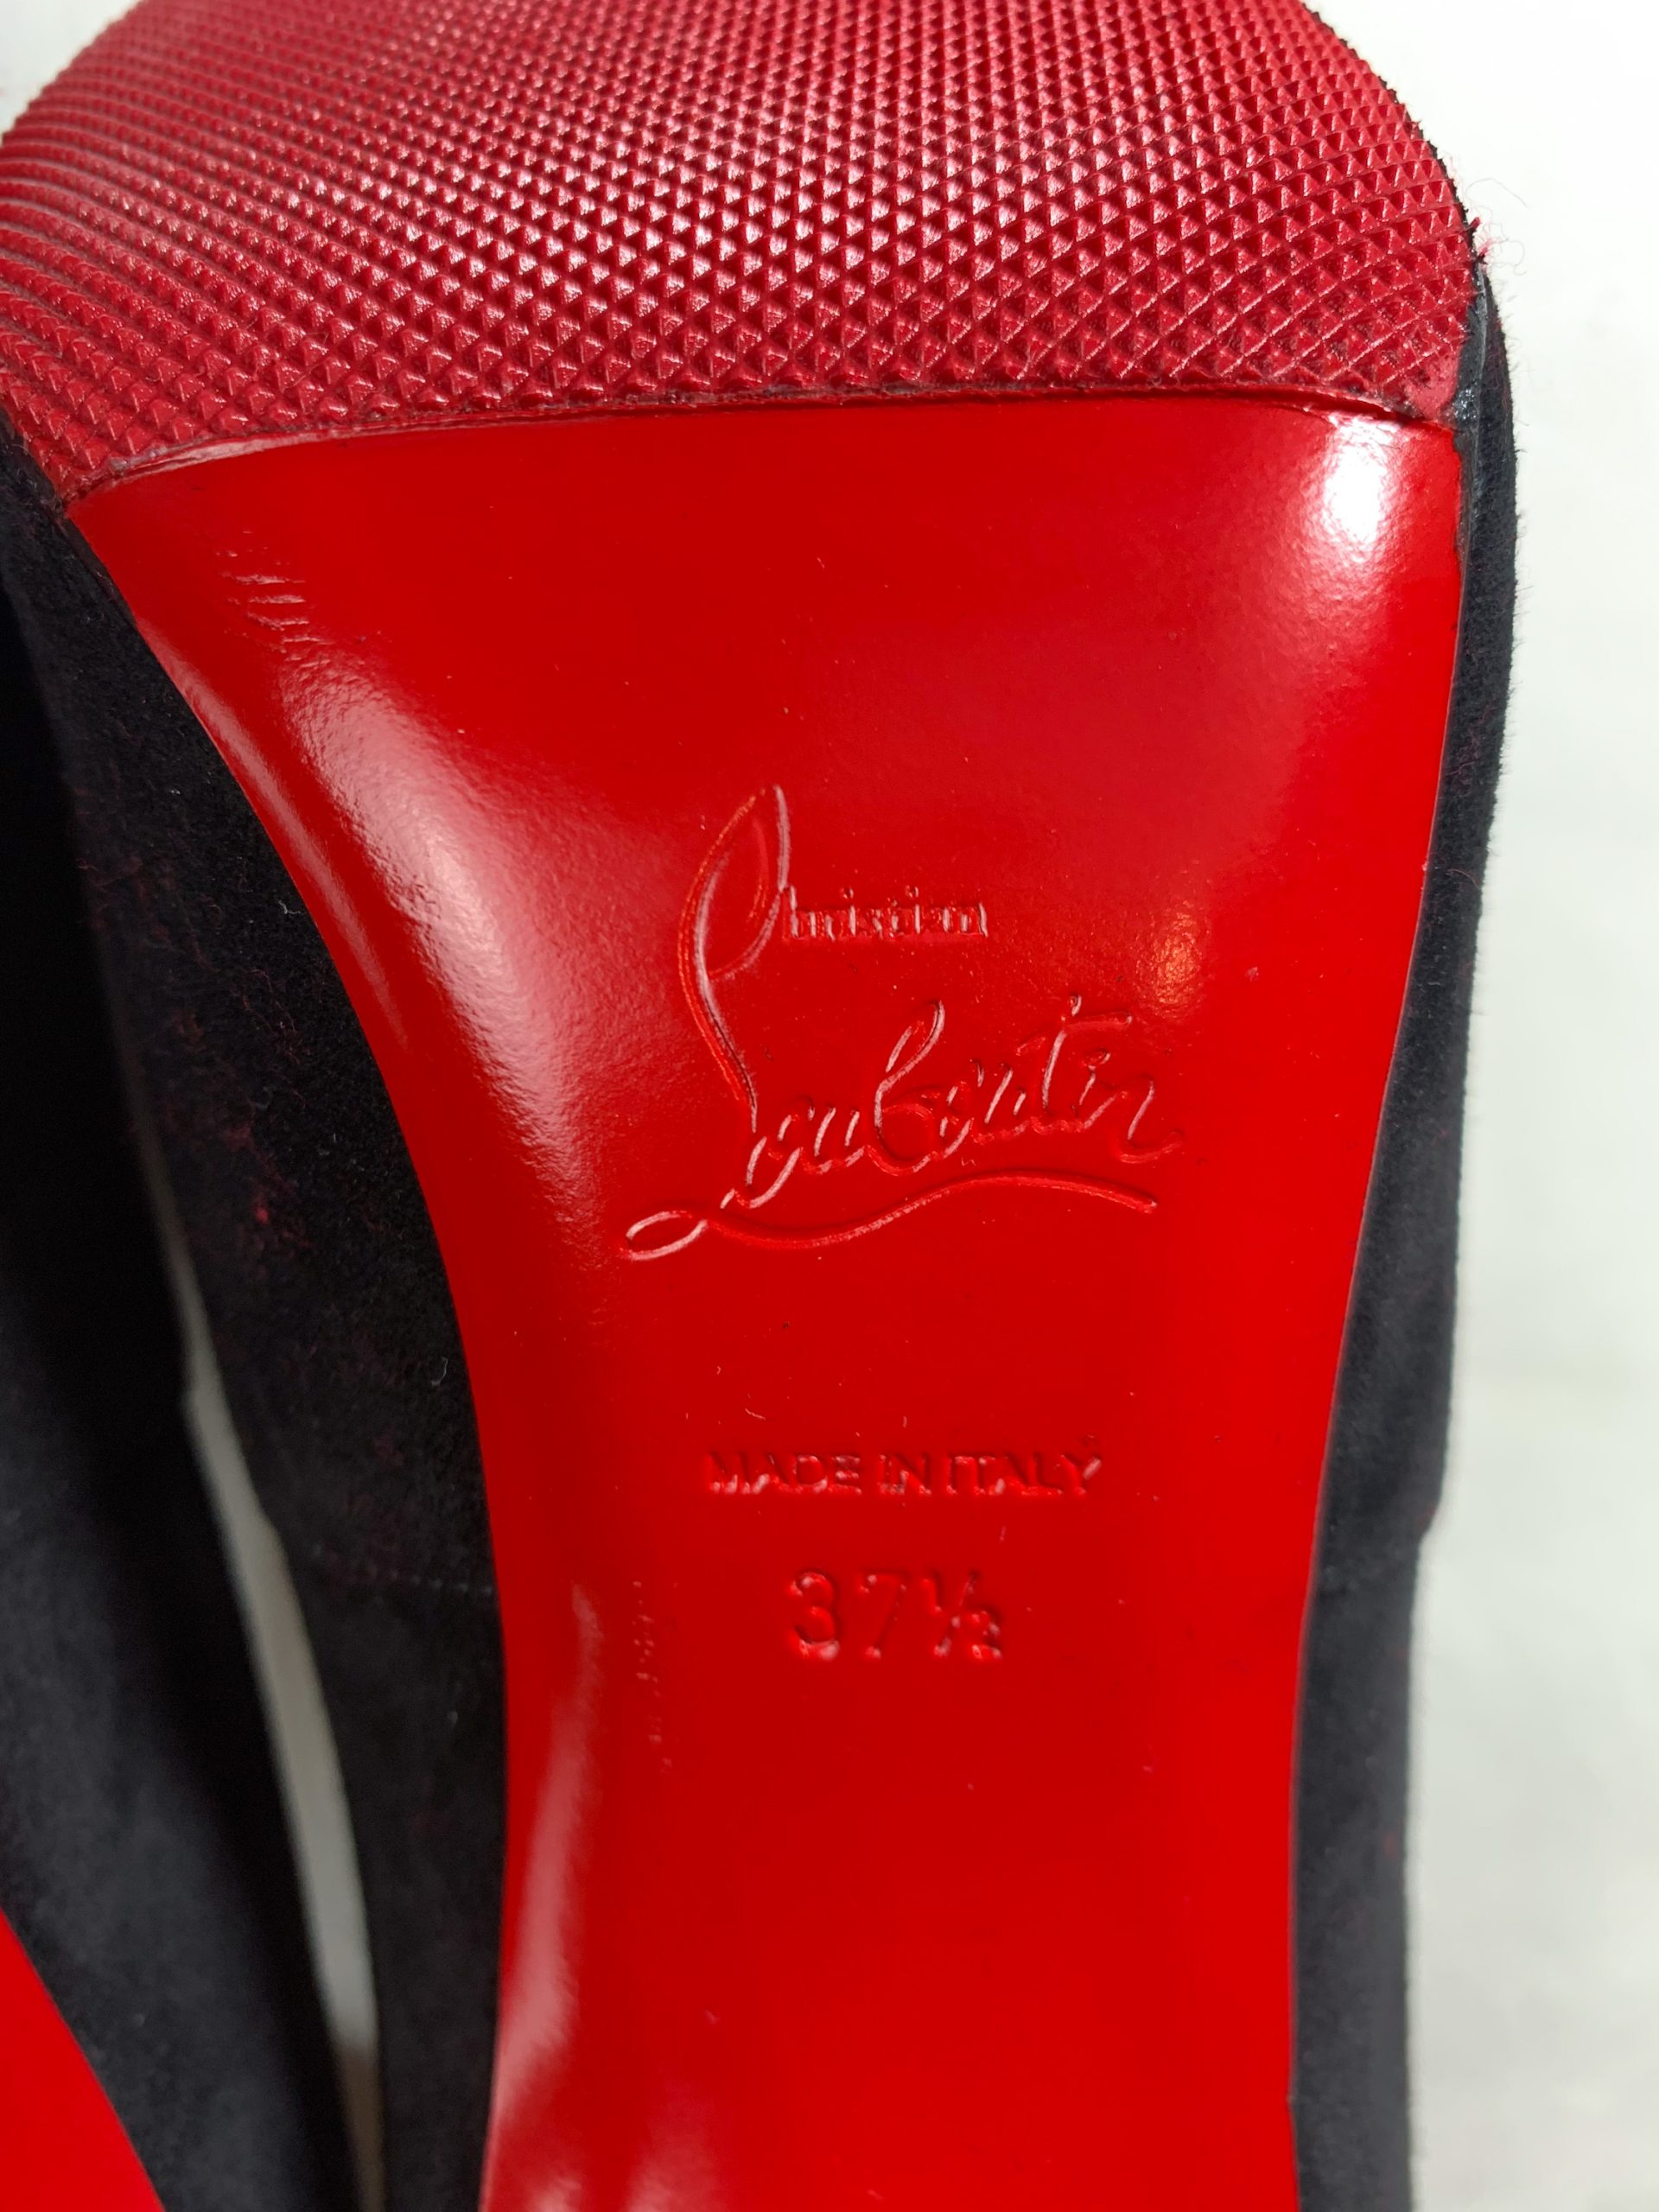 Christian
Louboutin
MADE IN ITALY
37½